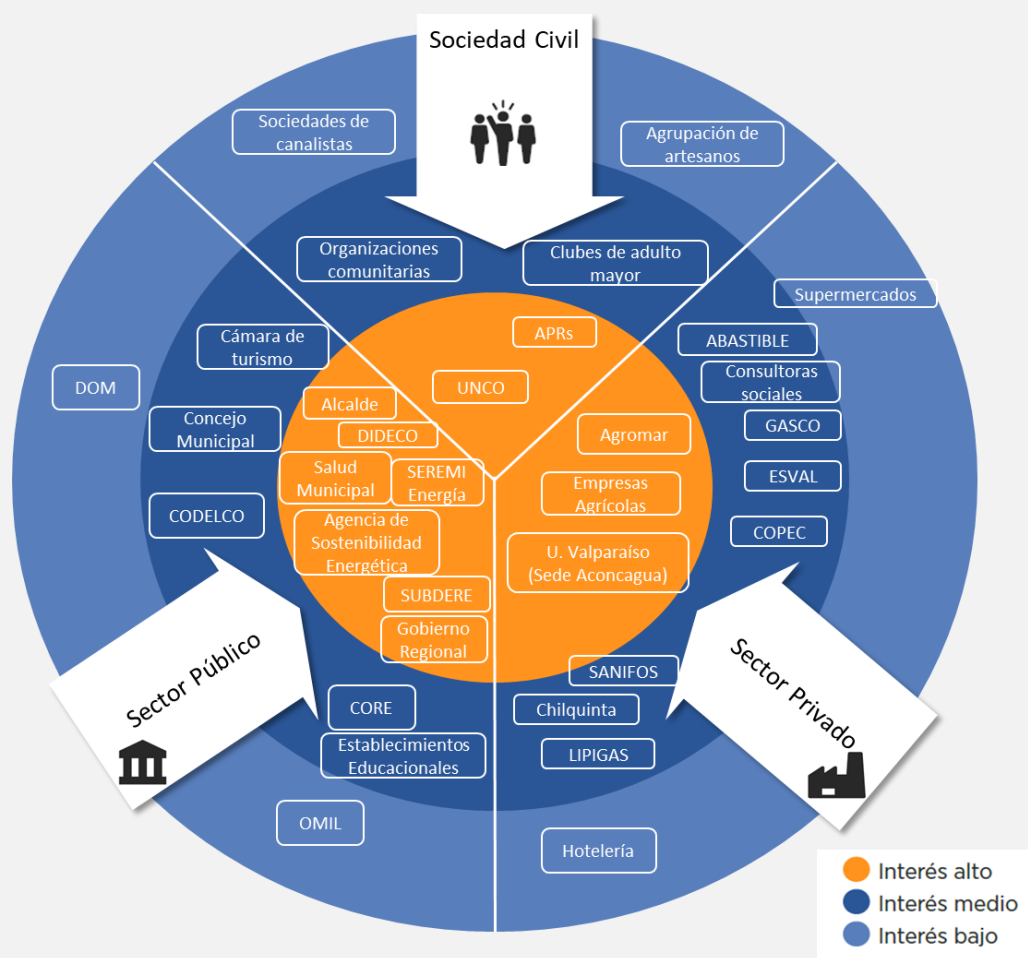 Sociedad Civil
Sociedades de
canalistas
Agrupación de
artesanos
Organizaciones
comunitarias
Clubes de adulto
mayor
Supermercados
APRs
Cámara de
turismo
ABASTIBLE
DOM
UNCO
Consultoras
sociales
Alcalde
Concejo
Municipal
DIDECO
Agromar
GASCO
Salud
Municipal
SEREMI
Energía
ESVAL
Empresas
Agrícolas
CODELCO
Agencia de
Sostenibilidad
Energética
COPEC
U. Valparaíso
(Sede Aconcagua)
SUBDERE
Gobierno
Regional
Sector Público
SANIFOS
Sector Privado
CORE
Chilquinta
Establecimientos
Educacionales
LIPIGAS
OMIL
Hotelería
Interés alto
Interés medio
Interés bajo